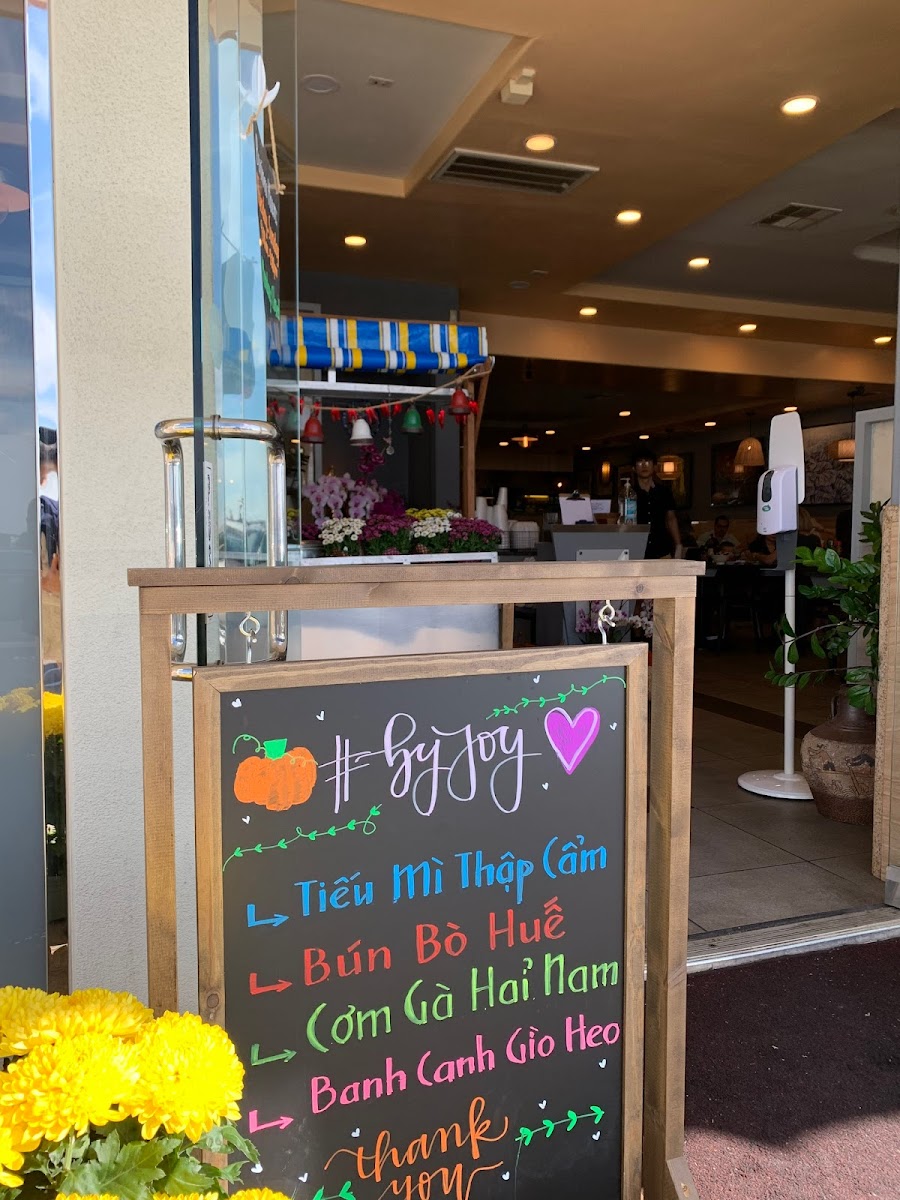 #byJoy
Tiếu Mì Thập Cẩm
Bún Bò Huế
Cơm Gà Hải Nam
Banh Canh Giò Heo
thank
you